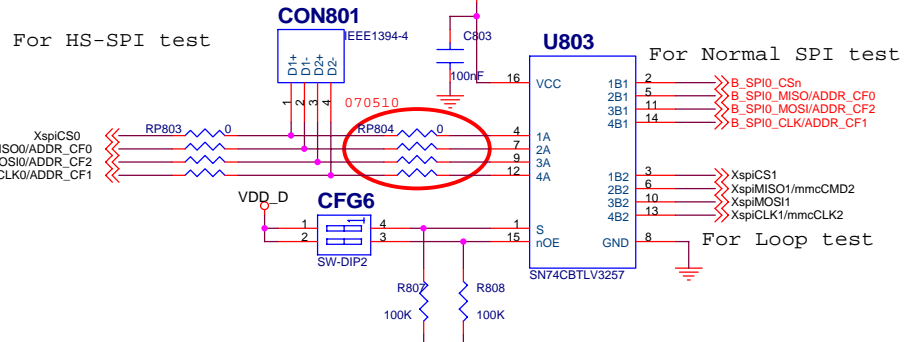 CON801
For HS-SPI test
IEEE1394-4
D1+
D1-
D2+
D2-
1
2
3
4
C803
100nF
U803
For Normal SPI test
070510
16
VCC
1B1
2
B_SPI0_CSn
2B1
5
B_SPI0_MISO/ADDR_CF0
3B1
11
B_SPI0_MOSI/ADDR_CF2
4B1
14
B_SPI0_CLK/ADDR_CF1
XspiCS0
RP803
0
RP804
0
4
1A
ISO0/ADDR_CF0
7
2A
OSI0/ADDR_CF2
9
3A
CLK0/ADDR_CF1
12
4A
1B2
3
XspiCS1
2B2
6
XspiMISO1/mmcCMD2
3B2
10
XspiMOSI1
4B2
13
XspiCLK1/mmcCLK2
VDD_D
CFG6
1
4
1
S
2
3
15
nOE
GND
8
For Loop test
SW-DIP2
SN74CBTLV3257
R807
100K
R808
100K